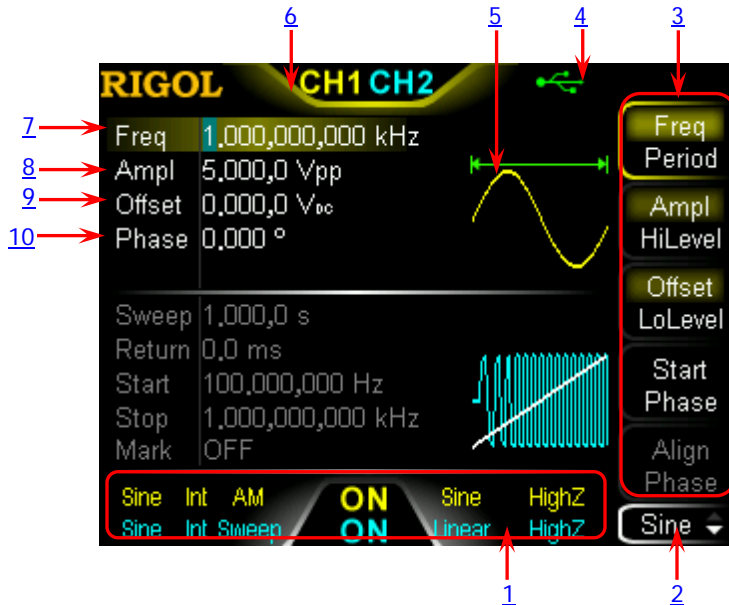 6 5 4 3
RIGOL CH1 CH2
7 Freq 1.000,000,000 kHz
8 Ampl 5.000,0 Vpp
9 Offset 0.000,0 VDC
10 Phase 0.000 °
Sweep 1.000,0 s
Return 0.0 ms
Start 100.000,000 Hz
Stop 1.000,000,000 kHz
Mark OFF
Freq
Period
Ampl
HiLevel
Offset
LoLevel
Start
Phase
Align
Phase
Sine Int AM ON Sine HighZ
Sine Int Sweep ON Linear HighZ
Sine
1 2